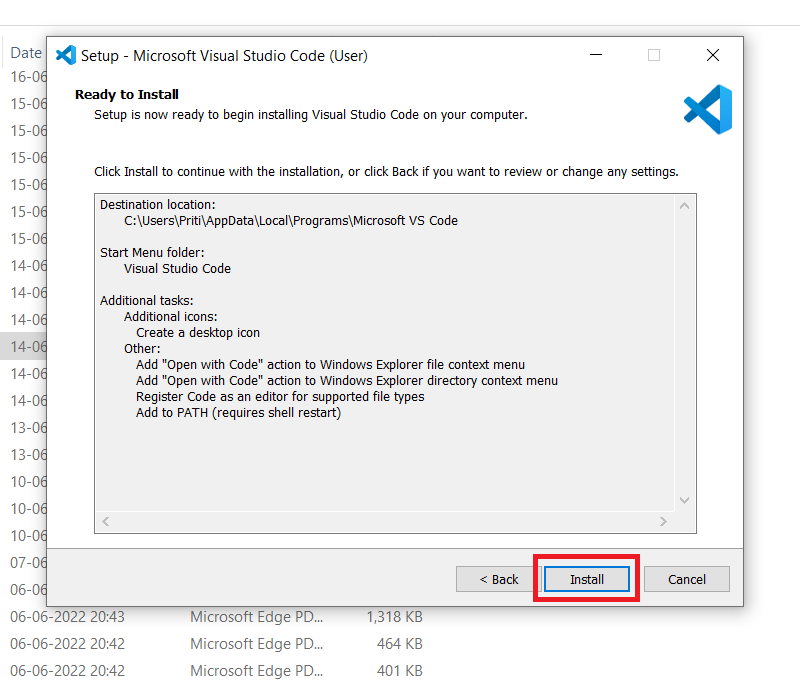 Date
Setup - Microsoft Visual Studio Code (User)
Ready to Install
Setup is now ready to begin installing Visual Studio Code on your computer.
Click Install to continue with the installation, or click Back if you want to review or change any settings.
Destination location:
C:\Users\Priti\AppData\Local\Programs\Microsoft VS Code
Start Menu folder:
Visual Studio Code
Additional tasks:
Additional icons:
Create a desktop icon
Other:
Add "Open with Code" action to Windows Explorer file context menu
Add "Open with Code" action to Windows Explorer directory context menu
Register Code as an editor for supported file types
Add to PATH (requires shell restart)
< Back Install Cancel
16-06
15-06
15-06
15-06
15-06
15-06
15-06
14-06
14-06
14-06
14-06
14-06
14-06
13-06
13-06
10-06
10-06
10-06
07-06
06-06
06-06-2022 20:43 Microsoft Edge PD... 1,318 KB
06-06-2022 20:42 Microsoft Edge PD... 464 KB
06-06-2022 20:42 Microsoft Edge PD... 401 KB